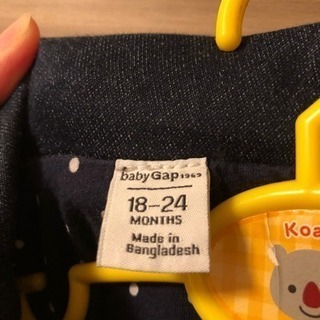 babyGap 1969
18-24
MONTHS
Made in
Bangladesh
Koa